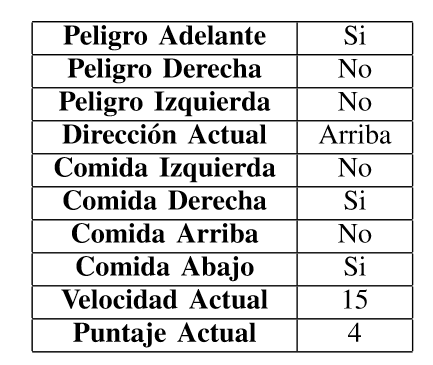 Peligro Adelante Si
Peligro Derecha No
Peligro Izquierda No
Dirección Actual Arriba
Comida Izquierda No
Comida Derecha Si
Comida Arriba No
Comida Abajo Si
Velocidad Actual 15
Puntaje Actual 4